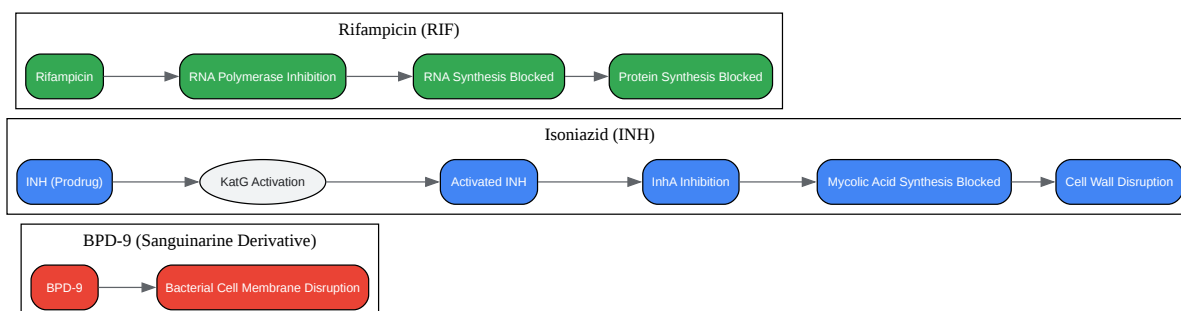 Rifampicin (RIF)
Rifampicin
RNA Polymerase Inhibition
RNA Synthesis Blocked
Protein Synthesis Blocked
Isoniazid (INH)
INH (Prodrug)
KatG Activation
Activated INH
InhA Inhibition
Mycolic Acid Synthesis Blocked
Cell Wall Disruption
BPD-9 (Sanguinarine Derivative)
BPD-9
Bacterial Cell Membrane Disruption